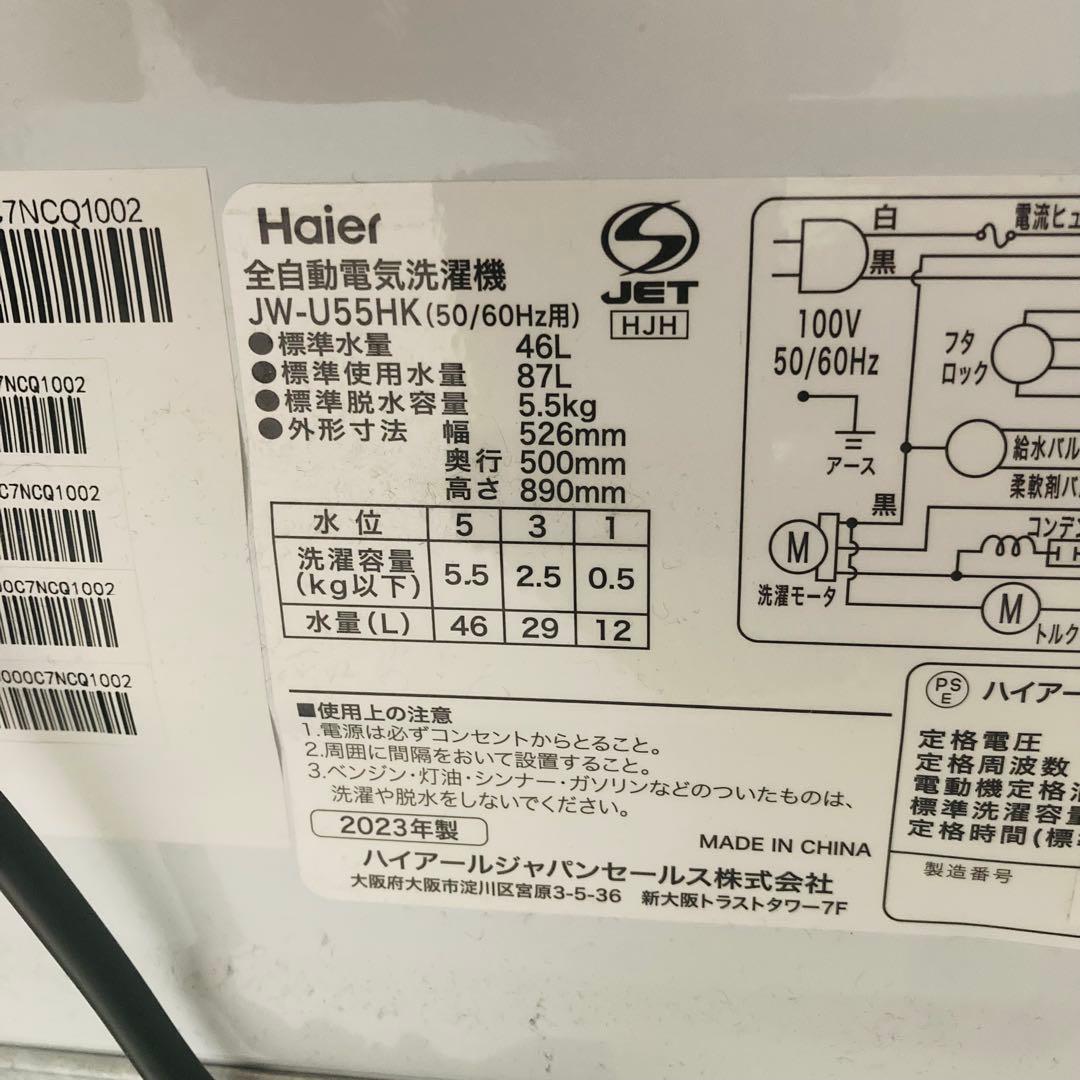 C7NCQ1002
7NCQ1002
C7NCQ1002
00C7NCQ1002
000C7NCQ1002
Haier
全自動電気洗濯機
JW-U55HK(50/60Hz用)
JET
HJH
●標準水量 46L
●標準使用水量 87L
●標準脱水容量 5.5kg
●外形寸法 幅 526mm
奥行 500mm
高さ 890mm
水位 5 3 1
洗濯容量
(kg以下) 5.5 2.5 0.5
水量(L) 46 29 12
■使用上の注意
1.電源は必ずコンセントからとること。
2.周囲に間隔をおいて設置すること。
3.ベンジン・灯油・シンナー・ガソリンなどのついたものは、
洗濯や脱水をしないでください。
2023年製
MADE IN CHINA
ハイアールジャパンセールス株式会社
大阪府大阪市淀川区宮原3-5-36 新大阪トラストタワー7F
白
電流ヒュ
黒
100V
50/60Hz
フタ
ロック
アース
給水バル
柔軟剤バ
黒
コンデン
M
洗濯モータ
M
トルク
PS
E
ハイアー
定格電圧
定格周波数
電動機定格消
標準洗濯容量
定格時間(標
製造番号